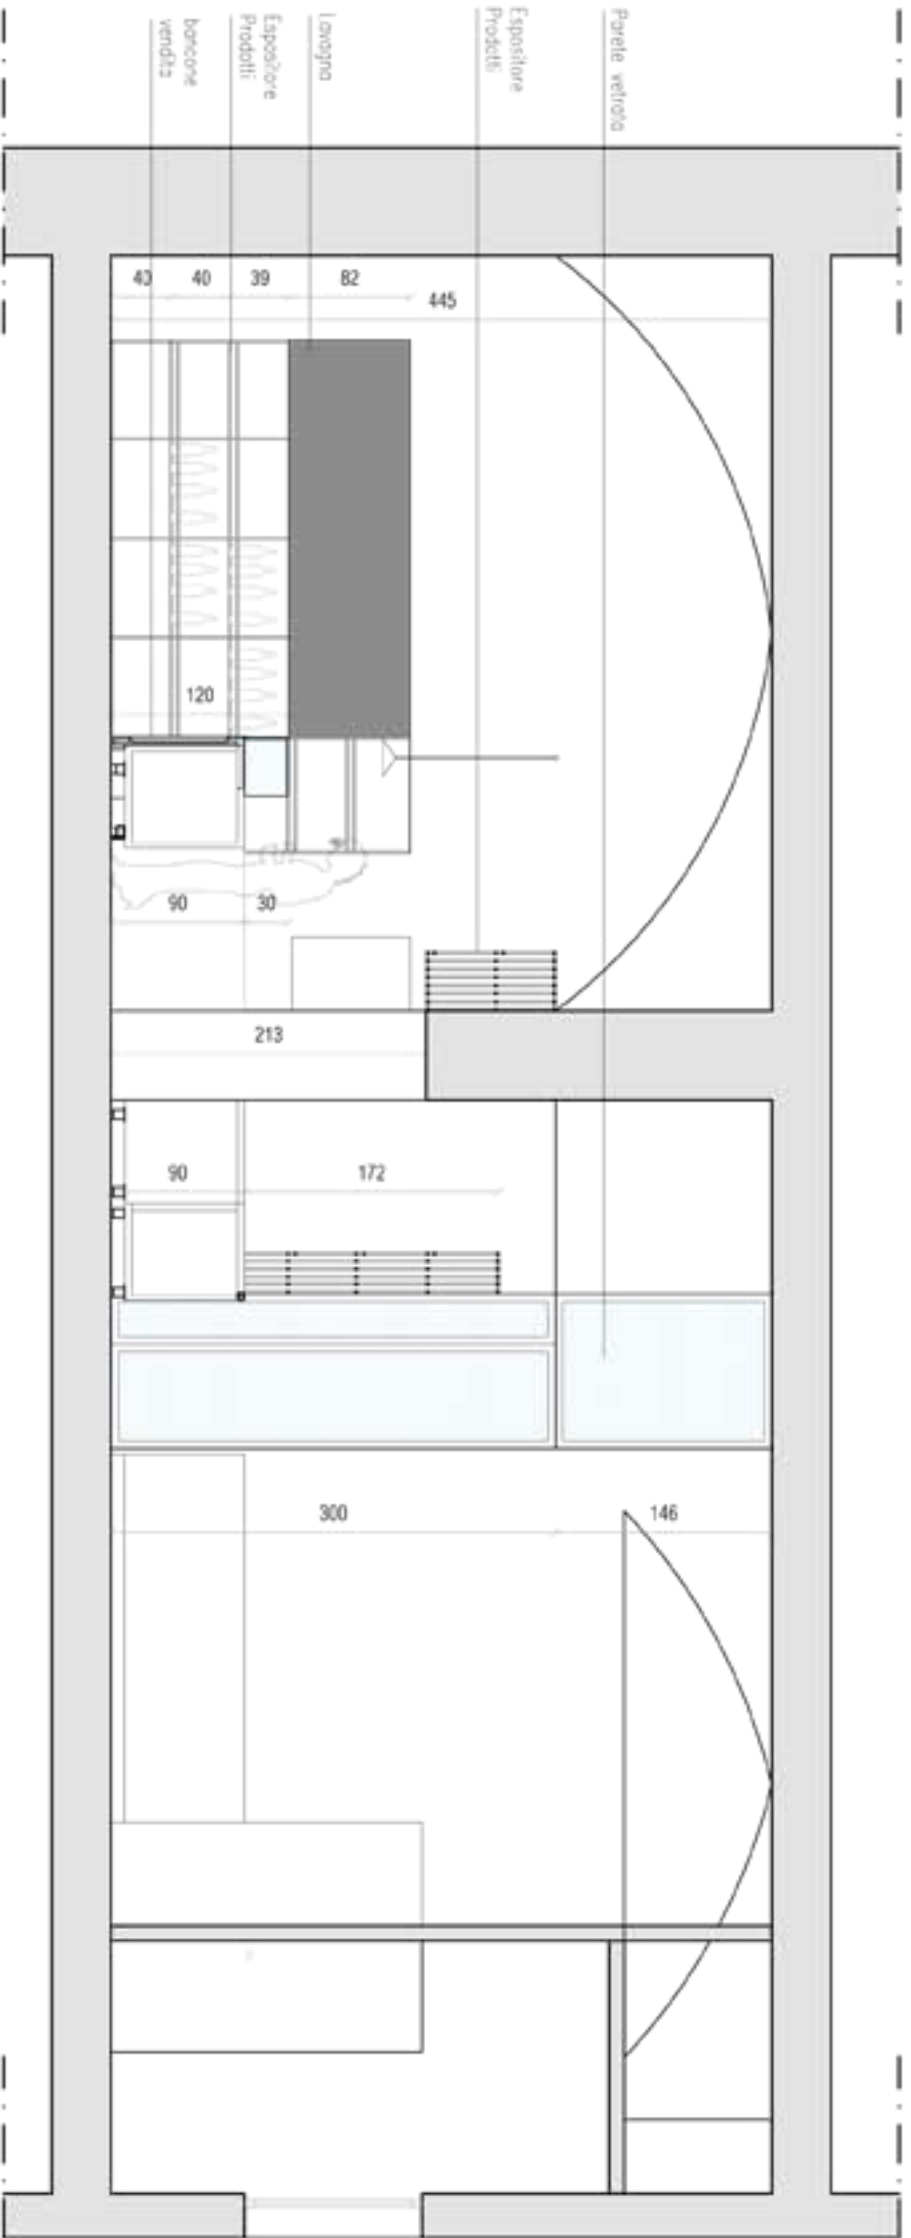 bancone
vendita
Espositore
Prodotti
Lavagna
Espositore
Prodotti
Parete vetrata
40
40
39
82
445
120
90
30
213
90
172
300
146